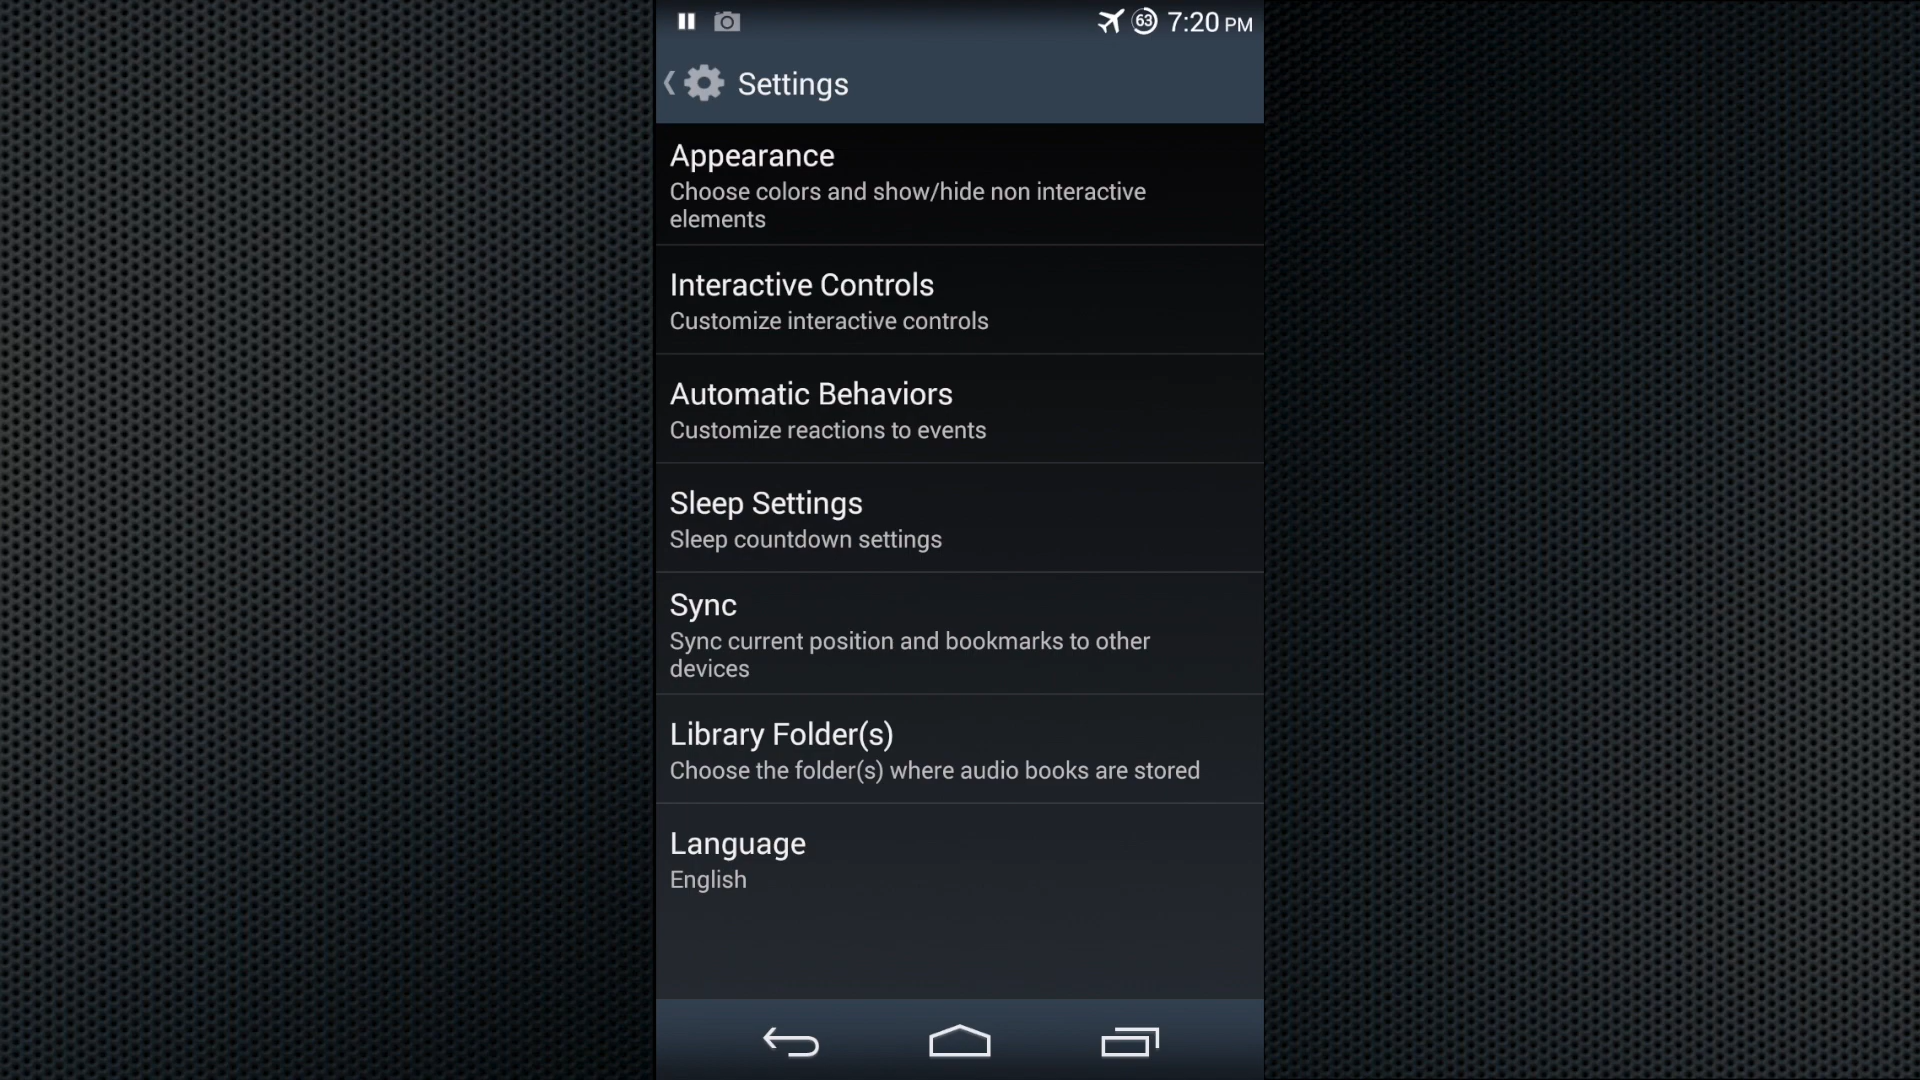 63 7:20 PM
Settings
Appearance
Choose colors and show/hide non interactive
elements
Interactive Controls
Customize interactive controls
Automatic Behaviors
Customize reactions to events
Sleep Settings
Sleep countdown settings
Sync
Sync current position and bookmarks to other
devices
Library Folder(s)
Choose the folder(s) where audio books are stored
Language
English